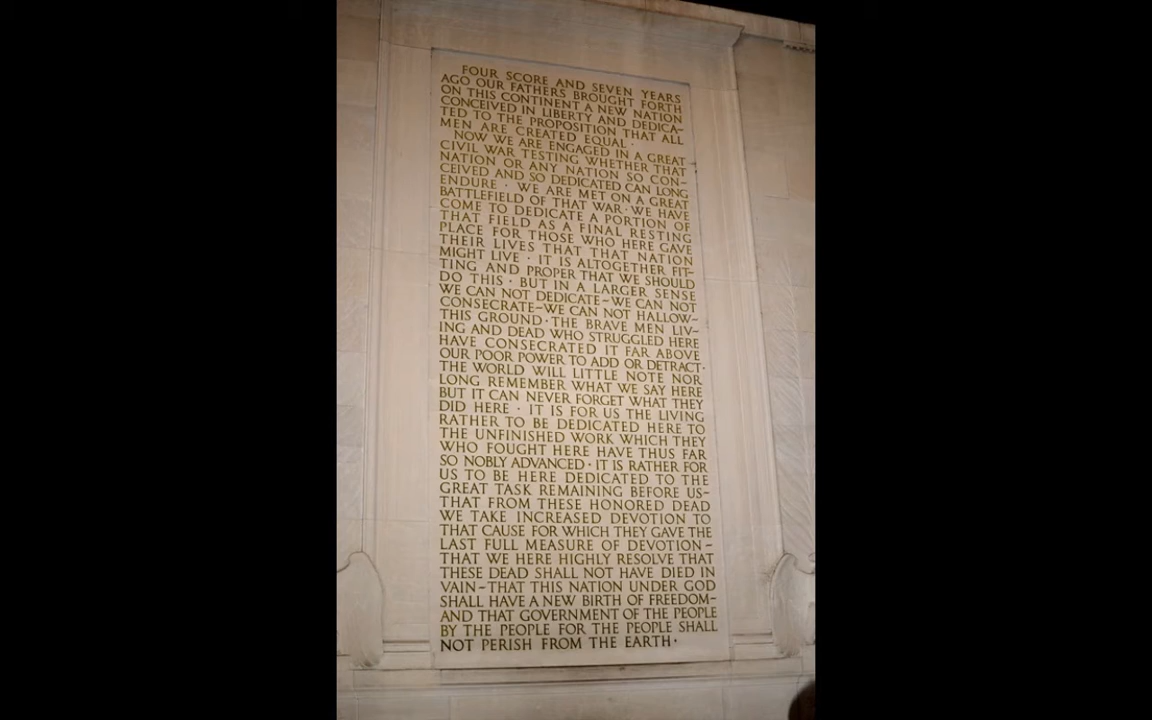 FOUR SCORE AND SEVEN YEARS
AGO OUR FATHERS BROUGHT FORTH
ON THIS CONTINENT A NEW NATION
CONCEIVED IN LIBERTY AND DEDICA–
TED TO THE PROPOSITION THAT ALL
MEN ARE CREATED EQUAL ·
NOW WE ARE ENGAGED IN A GREAT
CIVIL WAR TESTING WHETHER THAT
NATION OR ANY NATION SO CON–
CEIVED AND SO DEDICATED CAN LONG
ENDURE · WE ARE MET ON A GREAT
BATTLEFIELD OF THAT WAR · WE HAVE
COME TO DEDICATE A PORTION OF
THAT FIELD AS A FINAL RESTING
PLACE FOR THOSE WHO HERE GAVE
THEIR LIVES THAT THAT NATION
MIGHT LIVE · IT IS ALTOGETHER FIT–
TING AND PROPER THAT WE SHOULD
DO THIS · BUT IN A LARGER SENSE
WE CAN NOT DEDICATE–WE CAN NOT
CONSECRATE–WE CAN NOT HALLOW–
THIS GROUND · THE BRAVE MEN LIV–
ING AND DEAD WHO STRUGGLED HERE
HAVE CONSECRATED IT FAR ABOVE
OUR POOR POWER TO ADD OR DETRACT ·
THE WORLD WILL LITTLE NOTE NOR
LONG REMEMBER WHAT WE SAY HERE
BUT IT CAN NEVER FORGET WHAT THEY
DID HERE · IT IS FOR US THE LIVING
RATHER TO BE DEDICATED HERE TO
THE UNFINISHED WORK WHICH THEY
WHO FOUGHT HERE HAVE THUS FAR
SO NOBLY ADVANCED · IT IS RATHER FOR
US TO BE HERE DEDICATED TO THE
GREAT TASK REMAINING BEFORE US–
THAT FROM THESE HONORED DEAD
WE TAKE INCREASED DEVOTION TO
THAT CAUSE FOR WHICH THEY GAVE THE
LAST FULL MEASURE OF DEVOTION–
THAT WE HERE HIGHLY RESOLVE THAT
THESE DEAD SHALL NOT HAVE DIED IN
VAIN–THAT THIS NATION UNDER GOD
SHALL HAVE A NEW BIRTH OF FREEDOM–
AND THAT GOVERNMENT OF THE PEOPLE
BY THE PEOPLE FOR THE PEOPLE SHALL
NOT PERISH FROM THE EARTH ·